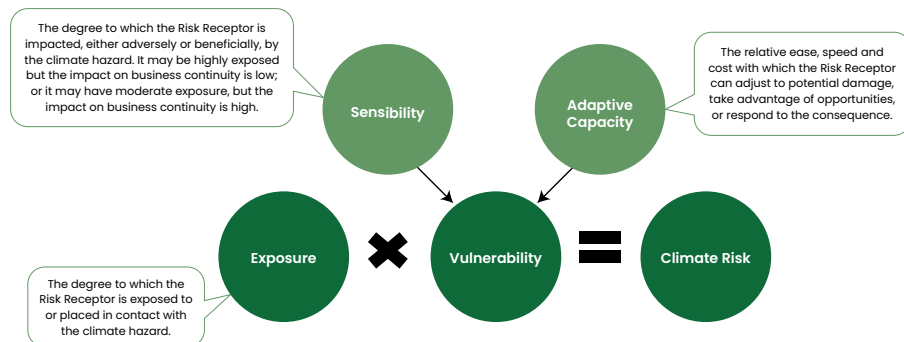 The degree to which the Risk Receptor is
impacted, either adversely or beneficially, by
the climate hazard. It may be highly exposed
but the impact on business continuity is low;
or it may have moderate exposure, but the
impact on business continuity is high.
Sensibility
Adaptive
Capacity
The relative ease, speed and
cost with which the Risk Receptor
can adjust to potential damage,
take advantage of opportunities,
or respond to the consequence.
Exposure
Vulnerability
Climate Risk
The degree to which the
Risk Receptor is exposed to
or placed in contact with
the climate hazard.